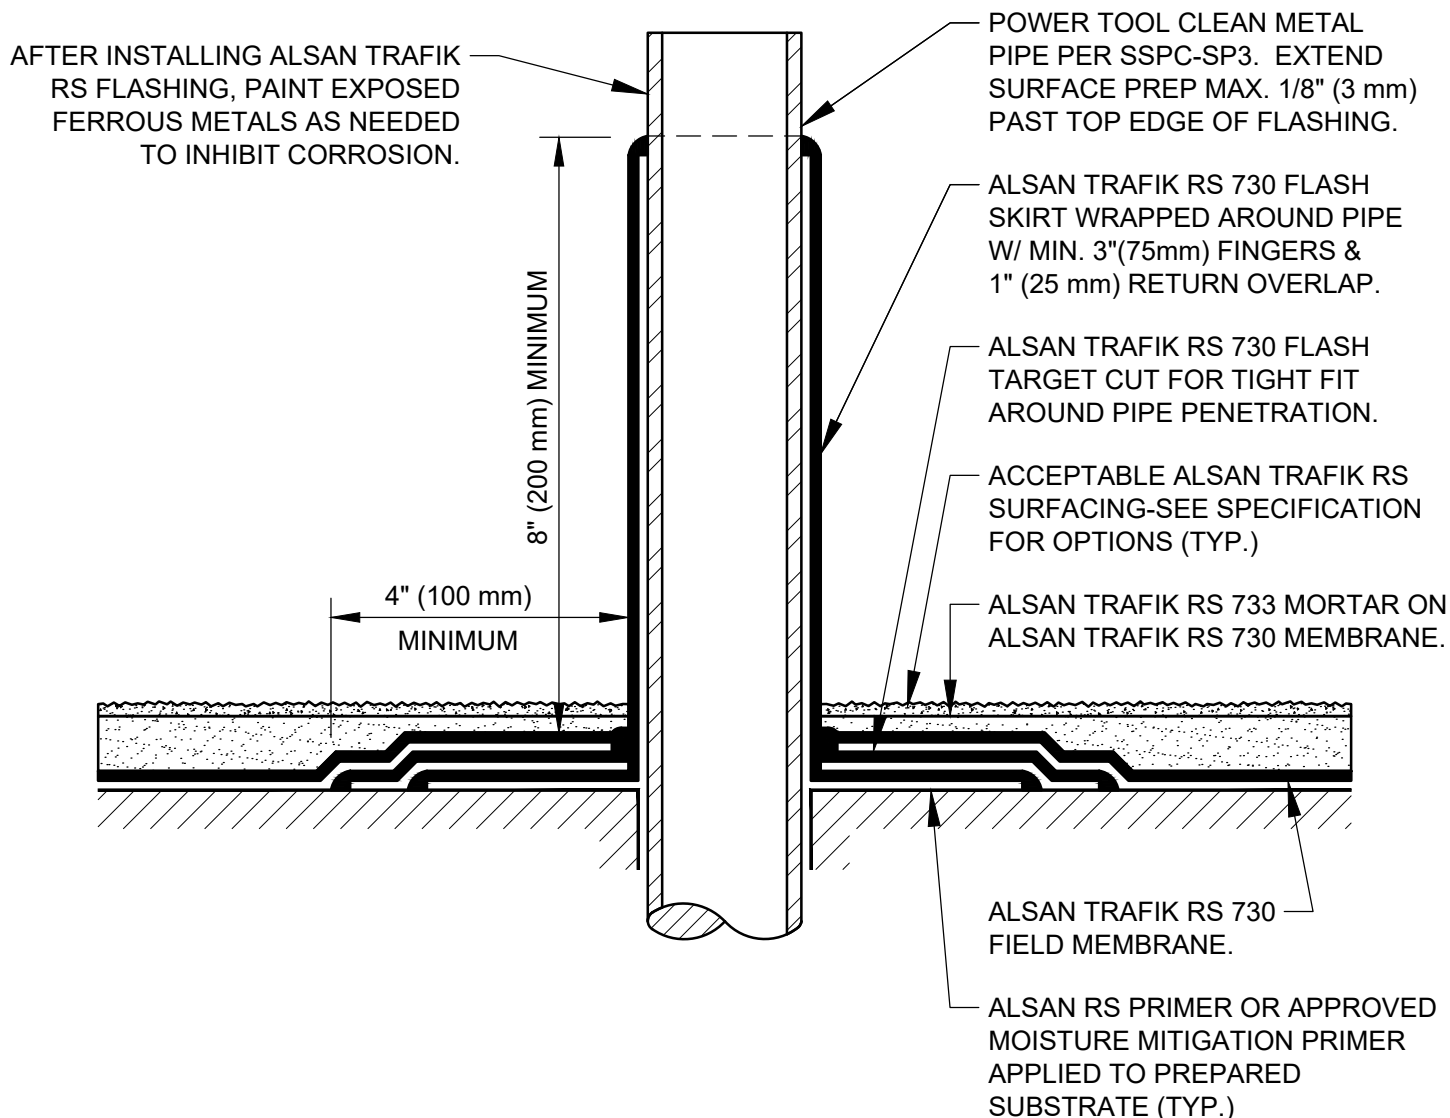 AFTER INSTALLING ALSAN TRAFIK
RS FLASHING, PAINT EXPOSED
FERROUS METALS AS NEEDED
TO INHIBIT CORROSION.
POWER TOOL CLEAN METAL
PIPE PER SSPC-SP3.  EXTEND
SURFACE PREP MAX. 1/8" (3 mm)
PAST TOP EDGE OF FLASHING.
ALSAN TRAFIK RS 730 FLASH
SKIRT WRAPPED AROUND PIPE
W/ MIN. 3"(75mm) FINGERS &
1" (25 mm) RETURN OVERLAP.
8" (200 mm) MINIMUM
ALSAN TRAFIK RS 730 FLASH
TARGET CUT FOR TIGHT FIT
AROUND PIPE PENETRATION.
ACCEPTABLE ALSAN TRAFIK RS
SURFACING-SEE SPECIFICATION
FOR OPTIONS (TYP.)
4" (100 mm)
MINIMUM
ALSAN TRAFIK RS 733 MORTAR ON
ALSAN TRAFIK RS 730 MEMBRANE.
ALSAN TRAFIK RS 730
FIELD MEMBRANE.
ALSAN RS PRIMER OR APPROVED
MOISTURE MITIGATION PRIMER
APPLIED TO PREPARED
SUBSTRATE (TYP.)